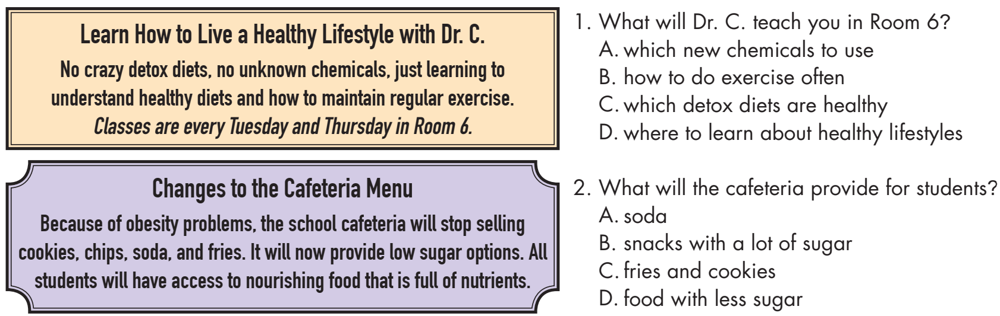 Learn How to Live a Healthy Lifestyle with Dr. C.
No crazy detox diets, no unknown chemicals, just learning to
understand healthy diets and how to maintain regular exercise.
Classes are every Tuesday and Thursday in Room 6.
1. What will Dr. C. teach you in Room 6?
A. which new chemicals to use
B. how to do exercise often
C. which detox diets are healthy
D. where to learn about healthy lifestyles
Changes to the Cafeteria Menu
Because of obesity problems, the school cafeteria will stop selling
cookies, chips, soda, and fries. It will now provide low sugar options. All
students will have access to nourishing food that is full of nutrients.
2. What will the cafeteria provide for students?
A. soda
B. snacks with a lot of sugar
C. fries and cookies
D. food with less sugar